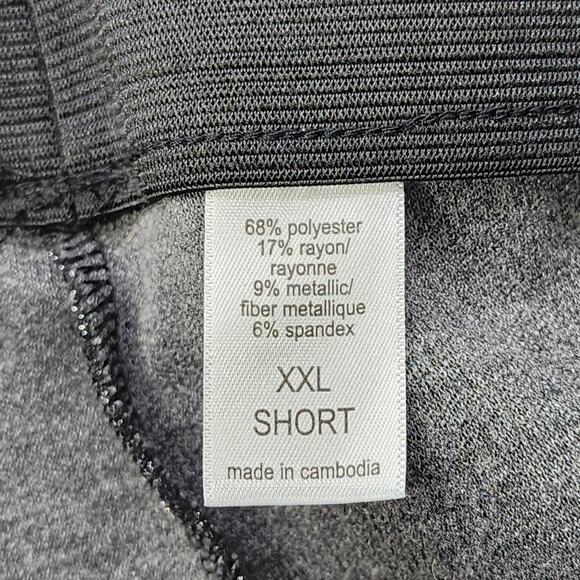 68% polyester
17% rayon/
rayonne
9% metallic/
fiber metallique
6% spandex
XXL
SHORT
made in cambodia